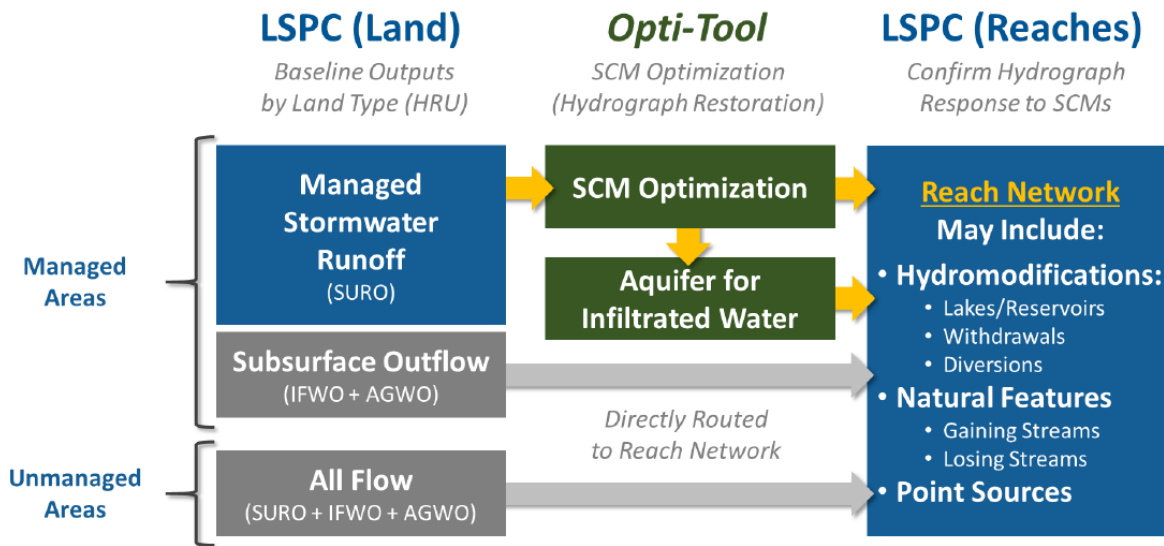 LSPC (Land)
Baseline Outputs
by Land Type (HRU)
Opti-Tool
SCM Optimization
(Hydrograph Restoration)
LSPC (Reaches)
Confirm Hydrograph
Response to SCMs
Managed
Areas
Managed
Stormwater
Runoff
(SURO)
SCM Optimization
Aquifer for
Infiltrated Water
Subsurface Outflow
(IFWO + AGWO)
Directly Routed
to Reach Network
Unmanaged
Areas
All Flow
(SURO + IFWO + AGWO)
Reach Network
May Include:
• Hydromodifications:
• Lakes/Reservoirs
• Withdrawals
• Diversions
• Natural Features
• Gaining Streams
• Losing Streams
• Point Sources